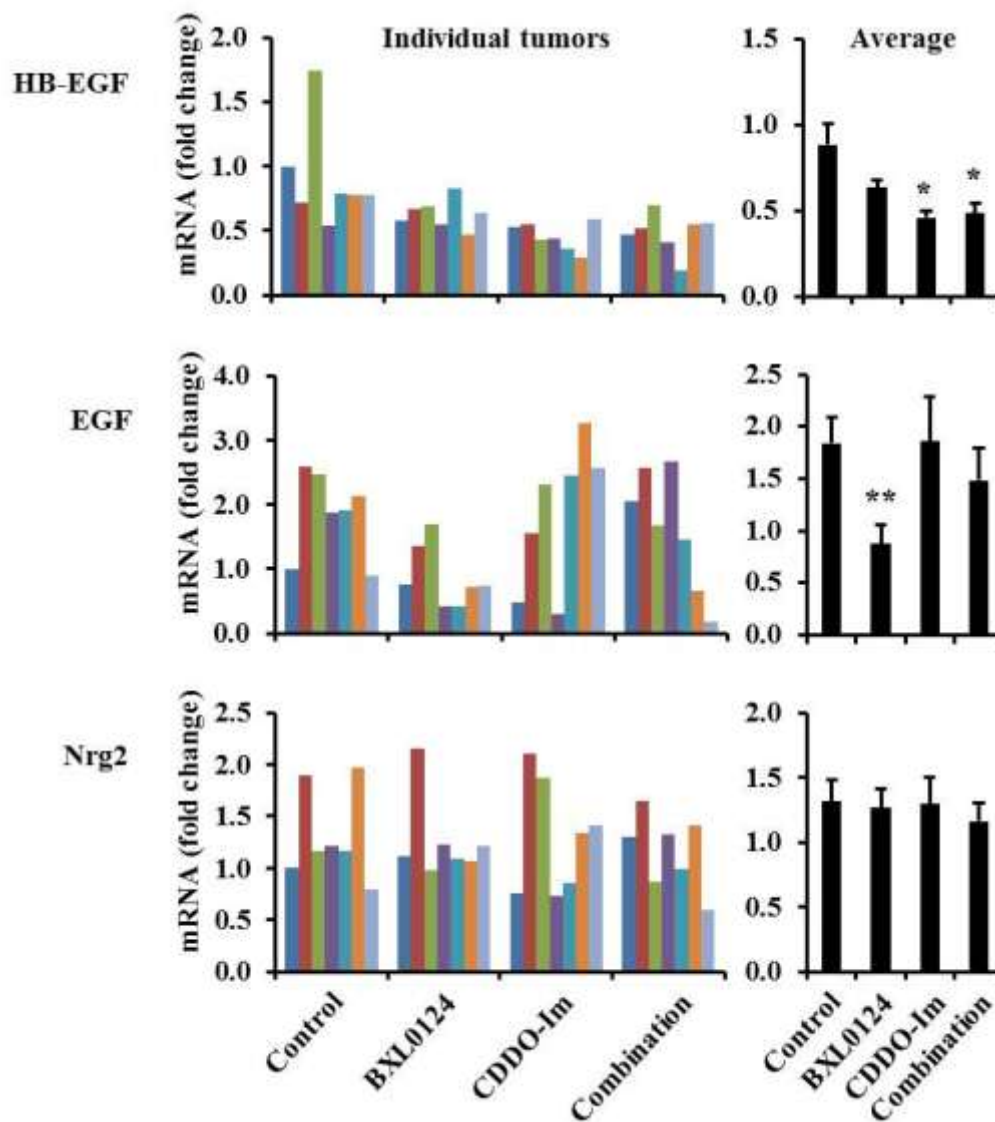 Individual tumors
Average
HB-EGF
mRNA (fold change)
2.0
1.5
1.0
0.5
0.0
1.5
1.0
0.5
0.0
*
*
EGF
mRNA (fold change)
4.0
3.0
2.0
1.0
0.0
2.5
2.0
1.5
1.0
0.5
0.0
**
Nrg2
mRNA (fold change)
2.5
2.0
1.5
1.0
0.5
0.0
2.0
1.5
1.0
0.5
0.0
Control
BXL0124
CDDO-Im
Combination
Control
BXL0124
CDDO-Im
Combination